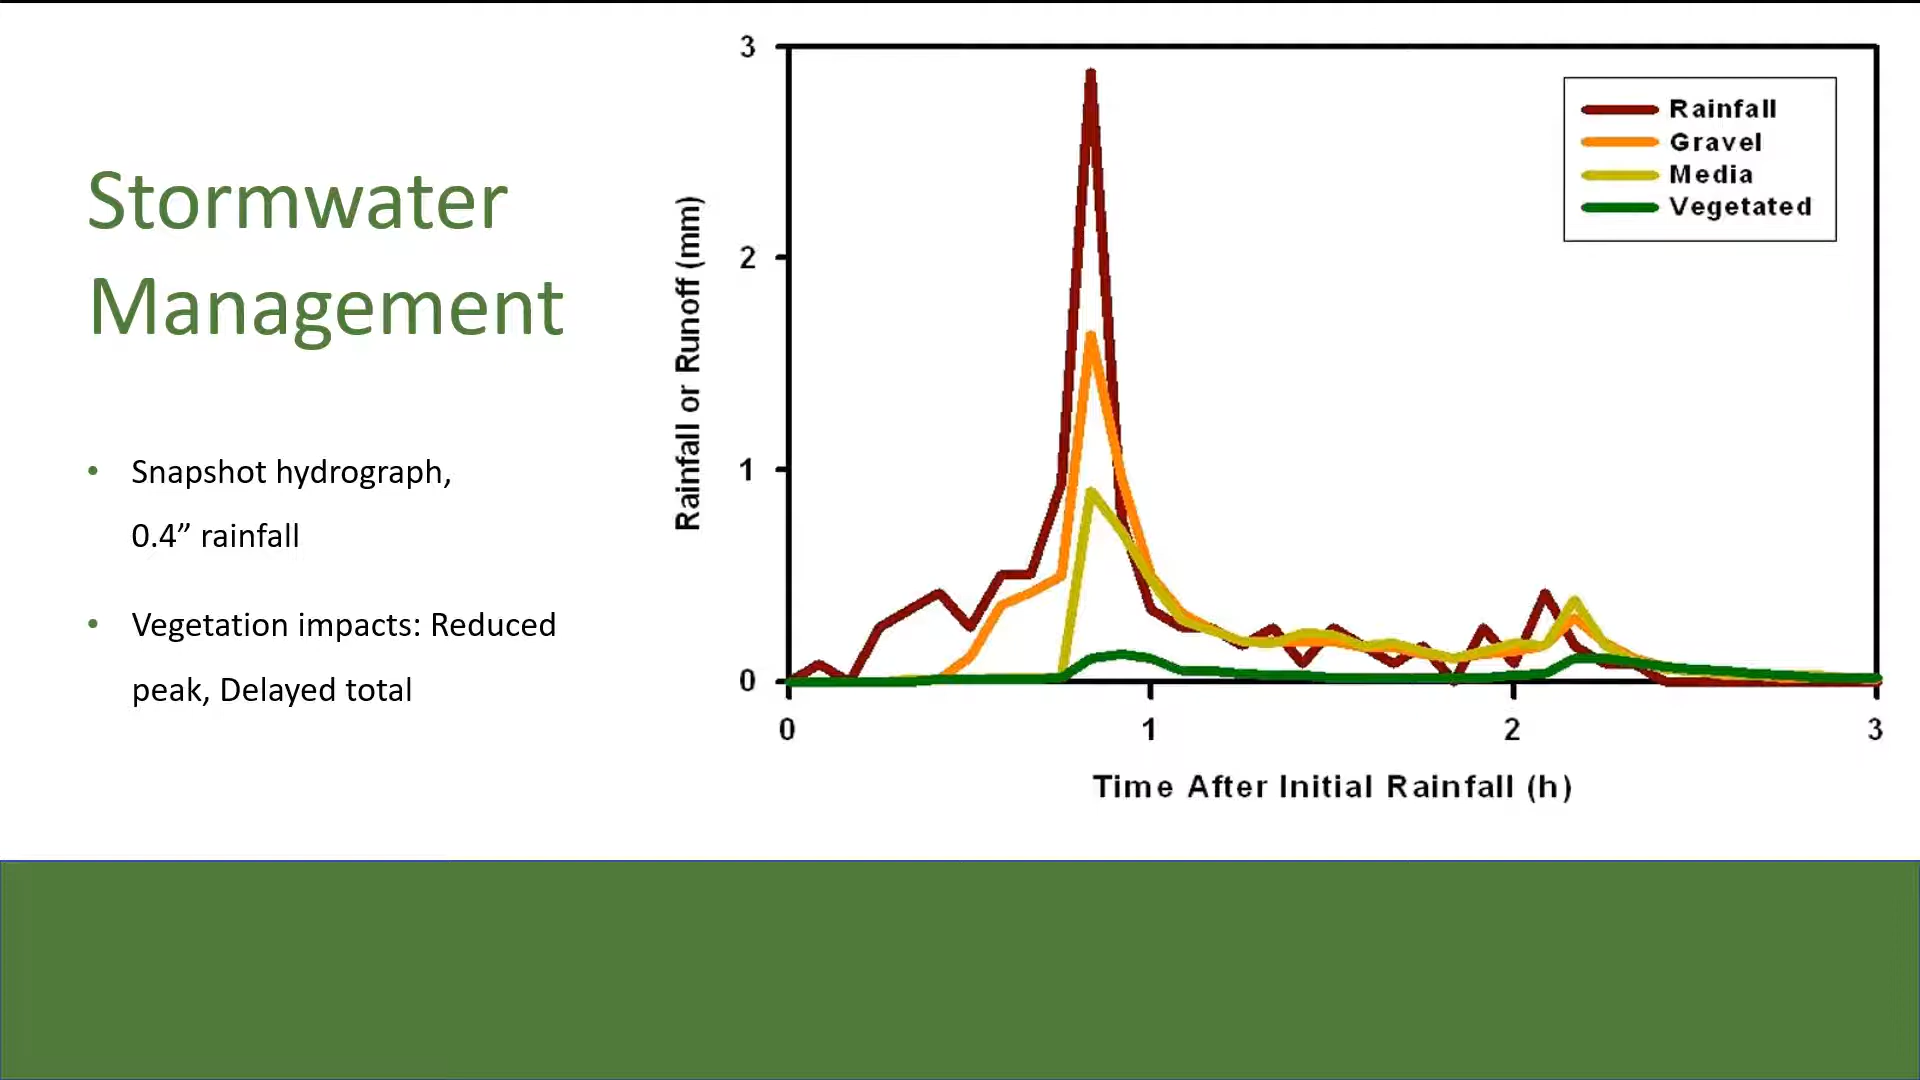 Stormwater
Management
• Snapshot hydrograph,
0.4” rainfall
• Vegetation impacts: Reduced
peak, Delayed total
Rainfall or Runoff (mm)
3
2
1
0
0 1 2 3
Time After Initial Rainfall (h)
Rainfall
Gravel
Media
Vegetated